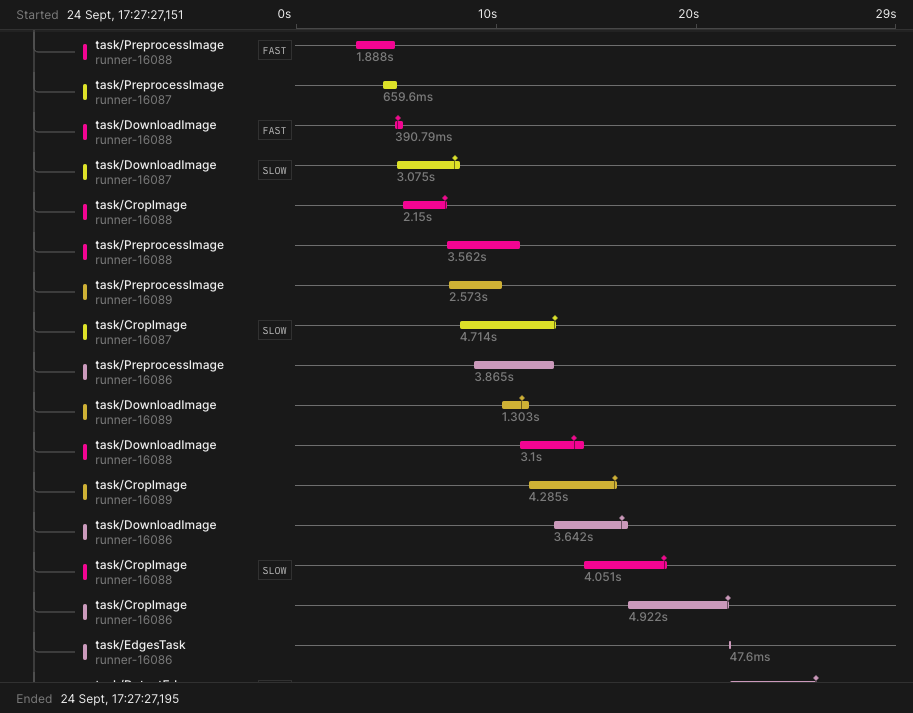 Started 24 Sept, 17:27:27,151 0s 10s 20s 29s
task/PreprocessImage FAST
runner-16088 1.888s
task/PreprocessImage
runner-16087 659.6ms
task/DownloadImage FAST
runner-16088 390.79ms
task/DownloadImage SLOW
runner-16087 3.075s
task/CropImage
runner-16088 2.15s
task/PreprocessImage
runner-16088 3.562s
task/PreprocessImage
runner-16089 2.573s
task/CropImage SLOW
runner-16087 4.714s
task/PreprocessImage
runner-16086 3.865s
task/DownloadImage
runner-16089 1.303s
task/DownloadImage
runner-16088 3.1s
task/CropImage
runner-16089 4.285s
task/DownloadImage
runner-16086 3.642s
task/CropImage SLOW
runner-16088 4.051s
task/CropImage
runner-16086 4.922s
task/EdgesTask
runner-16086 47.6ms
Ended 24 Sept, 17:27:27,195